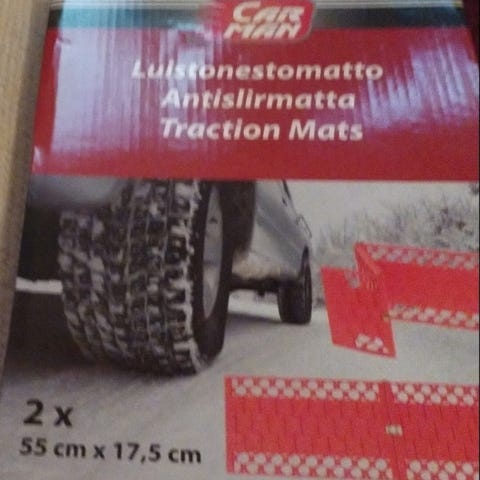 CAR
MAN
Luistonestomatto
Antislirmatta
Traction Mats
2 x
55 cm x 17,5 cm